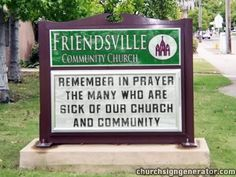 FRIENDSVILLE
COMMUNITY CHURCH
REMEMBER IN PRAYER
THE MANY WHO ARE
SICK OF OUR CHURCH
AND COMMUNITY
churchsigngenerator.com